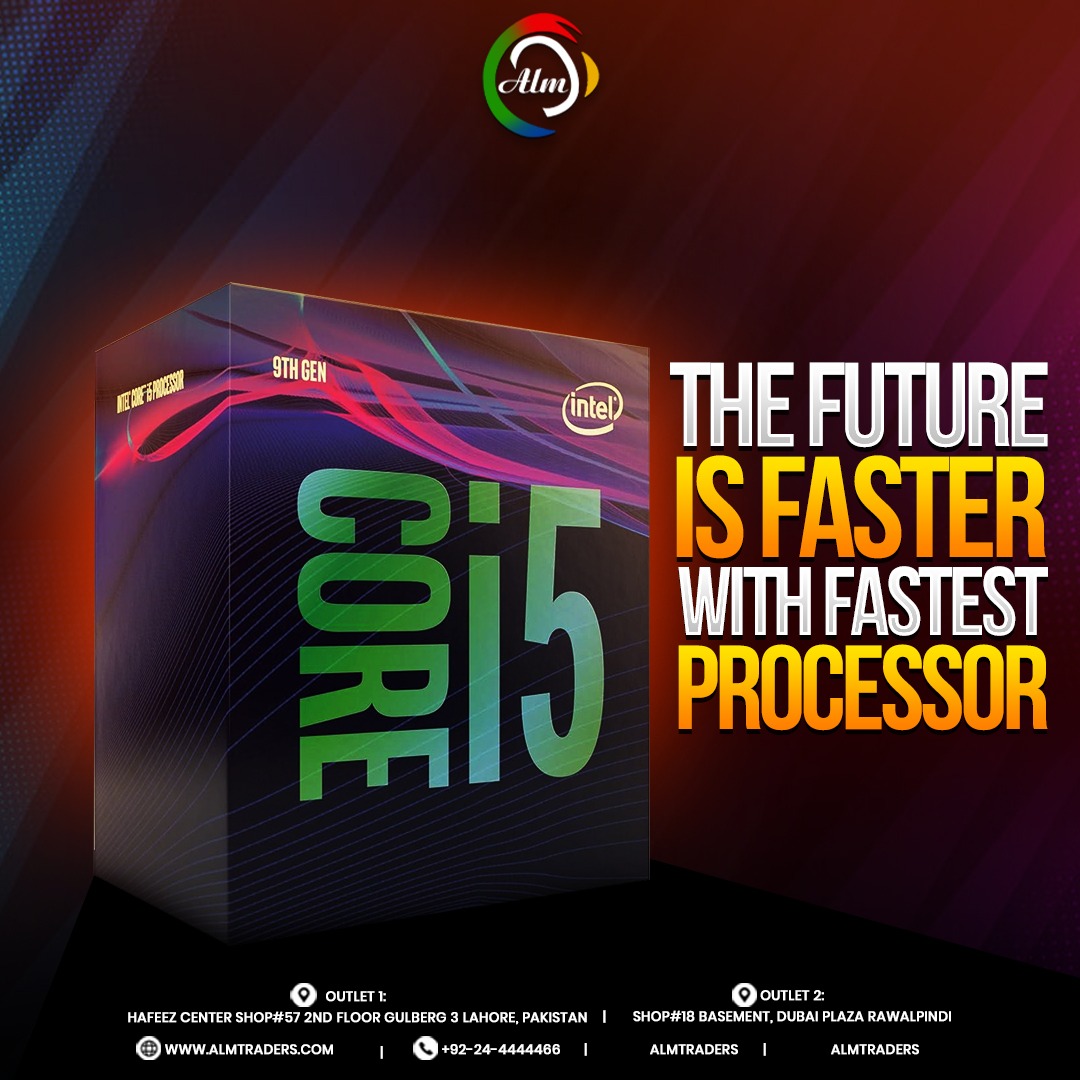 Alm
INTEL® CORE™ i5 PROCESSOR
9TH GEN
intel®
CORE i5
THE FUTURE
IS FASTER
WITH FASTEST
PROCESSOR
OUTLET 1:
HAFEEZ CENTER SHOP#57 2ND FLOOR GULBERG 3 LAHORE, PAKISTAN |
OUTLET 2:
SHOP#18 BASEMENT, DUBAI PLAZA RAWALPINDI
WWW.ALMTRADERS.COM | +92-24-4444466 | ALMTRADERS | ALMTRADERS